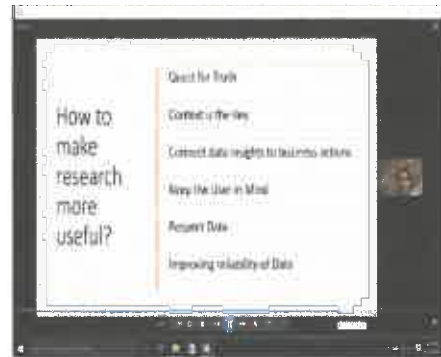 How to
make
research
more
useful?
Quest for Truth
Context is the Key
Connect data insights to business actions
Keep the User in Mind
Respect Data
Improving reliability of Data